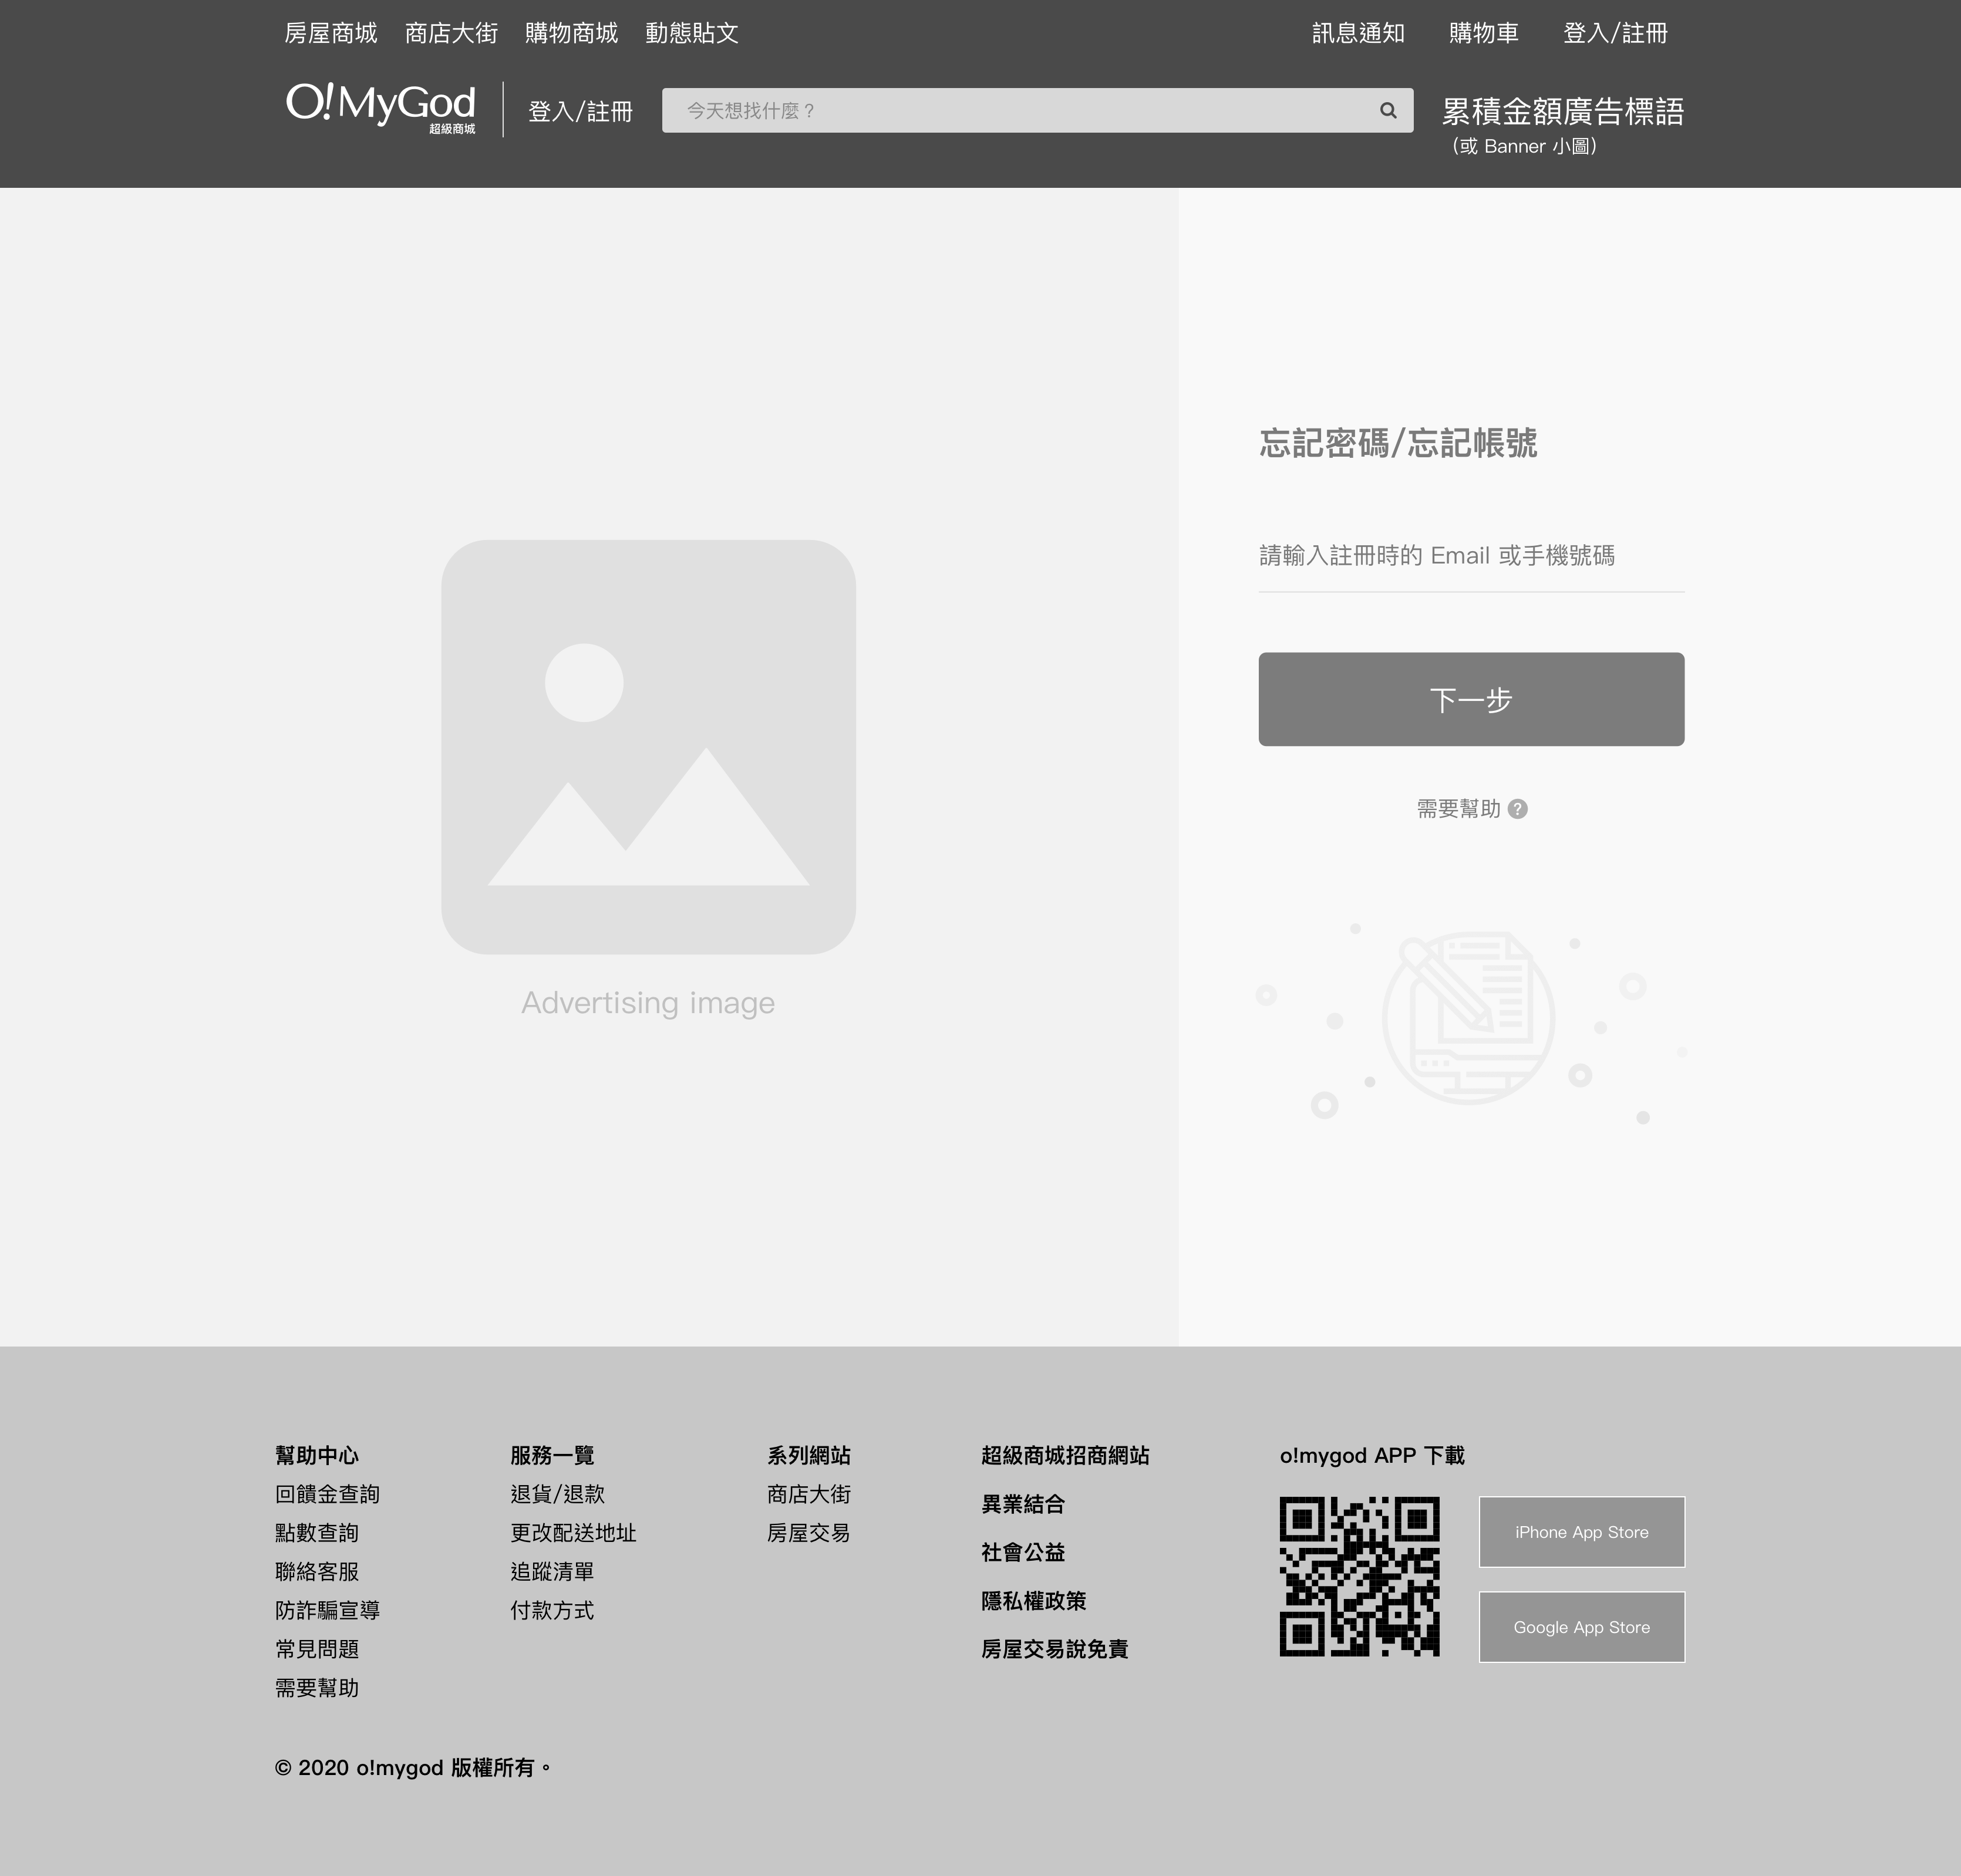 房屋商城 商店大街 購物商城 動態貼文 訊息通知 購物車 登入/註冊
O!MyGod
超級商城
登入/註冊
今天想找什麼？
累積金額廣告標語
(或 Banner 小圖)
忘記密碼/忘記帳號
請輸入註冊時的 Email 或手機號碼
下一步
需要幫助 ?
Advertising image
幫助中心
回饋金查詢
點數查詢
聯絡客服
防詐騙宣導
常見問題
需要幫助
服務一覽
退貨/退款
更改配送地址
追蹤清單
付款方式
系列網站
商店大街
房屋交易
超級商城招商網站
異業結合
社會公益
隱私權政策
房屋交易說免責
o!mygod APP 下載
iPhone App Store
Google App Store
© 2020 o!mygod 版權所有。